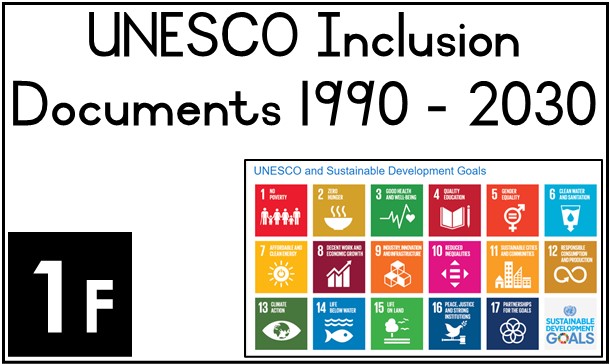 UNESCO Inclusion
Documents 1990 - 2030
UNESCO and Sustainable Development Goals
1 NO
POVERTY
2 ZERO
HUNGER
3 GOOD HEALTH
AND WELL-BEING
4 QUALITY
EDUCATION
5 GENDER
EQUALITY
6 CLEAN WATER
AND SANITATION
7 AFFORDABLE AND
CLEAN ENERGY
8 DECENT WORK AND
ECONOMIC GROWTH
9 INDUSTRY, INNOVATION
AND INFRASTRUCTURE
10 REDUCED
INEQUALITIES
11 SUSTAINABLE CITIES
AND COMMUNITIES
12 RESPONSIBLE
CONSUMPTION
AND PRODUCTION
13 CLIMATE
ACTION
14 LIFE
BELOW WATER
15 LIFE
ON LAND
16 PEACE, JUSTICE
AND STRONG
INSTITUTIONS
17 PARTNERSHIPS
FOR THE GOALS
SUSTAINABLE
DEVELOPMENT
GOALS
1F